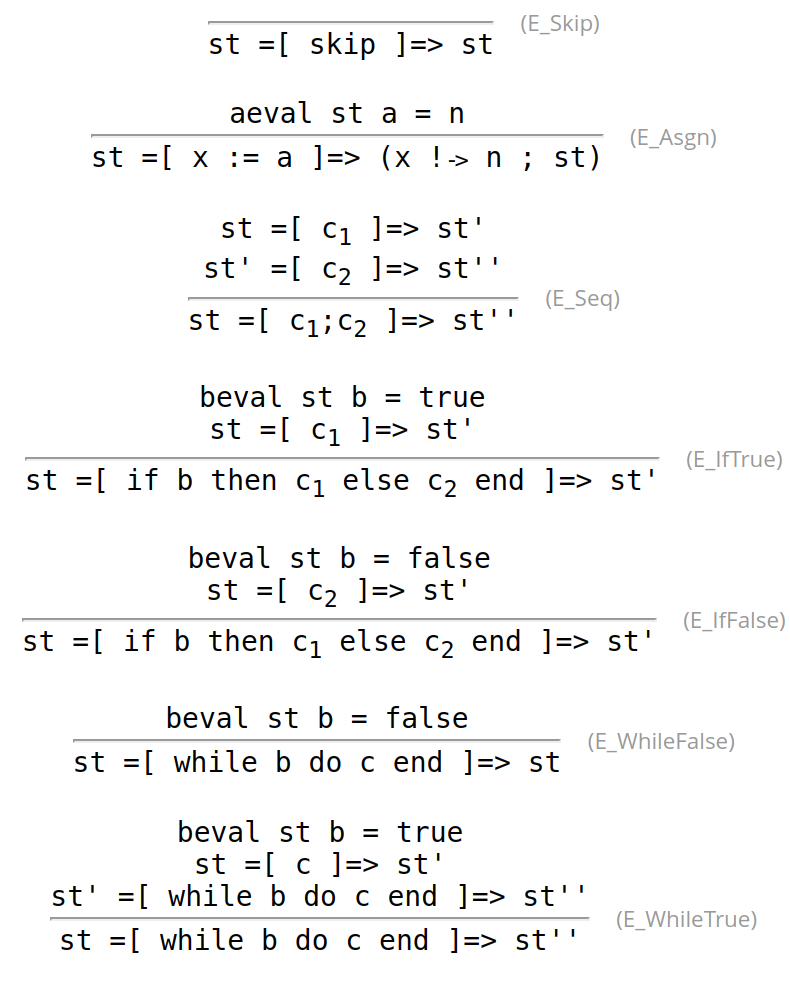 (E_Skip)
st =[ skip ]=> st
aeval st a = n
(E_Asgn)
st =[ x := a ]=> (x !-> n ; st)
st =[ c₁ ]=> st'
st' =[ c₂ ]=> st''
(E_Seq)
st =[ c₁;c₂ ]=> st''
beval st b = true
st =[ c₁ ]=> st'
(E_IfTrue)
st =[ if b then c₁ else c₂ end ]=> st'
beval st b = false
st =[ c₂ ]=> st'
(E_IfFalse)
st =[ if b then c₁ else c₂ end ]=> st'
beval st b = false
(E_WhileFalse)
st =[ while b do c end ]=> st
beval st b = true
st =[ c ]=> st'
st' =[ while b do c end ]=> st''
(E_WhileTrue)
st =[ while b do c end ]=> st''